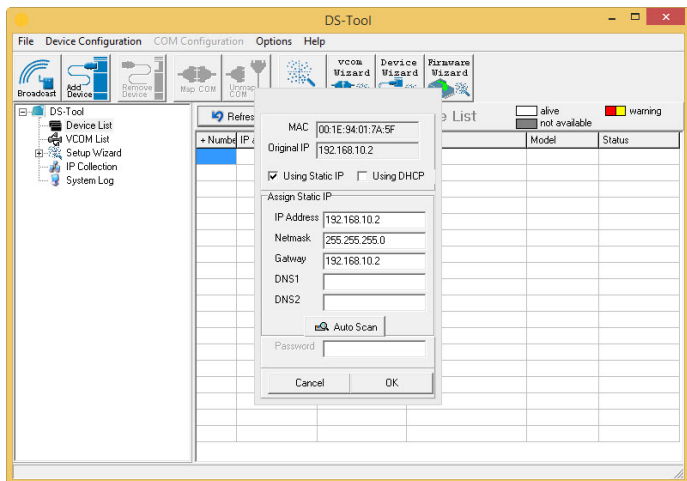 DS-Tool
File Device Configuration COM Configuration Options Help
Broadcast Add Device Remove Device Map COM Unmap COM vcom Wizard Device Wizard Firmware Wizard
DS-Tool
Device List
VCOM List
Setup Wizard
IP Collection
System Log
List
alive
not available
warning
+ Numbe IP Model Status
MAC 00:1E:94:01:7A:5F
Original IP 192.168.10.2
Using Static IP Using DHCP
Assign Static IP
IP Address 192.168.10.2
Netmask 255.255.255.0
Gatway 192.168.10.2
DNS1
DNS2
Auto Scan
Password
Cancel OK